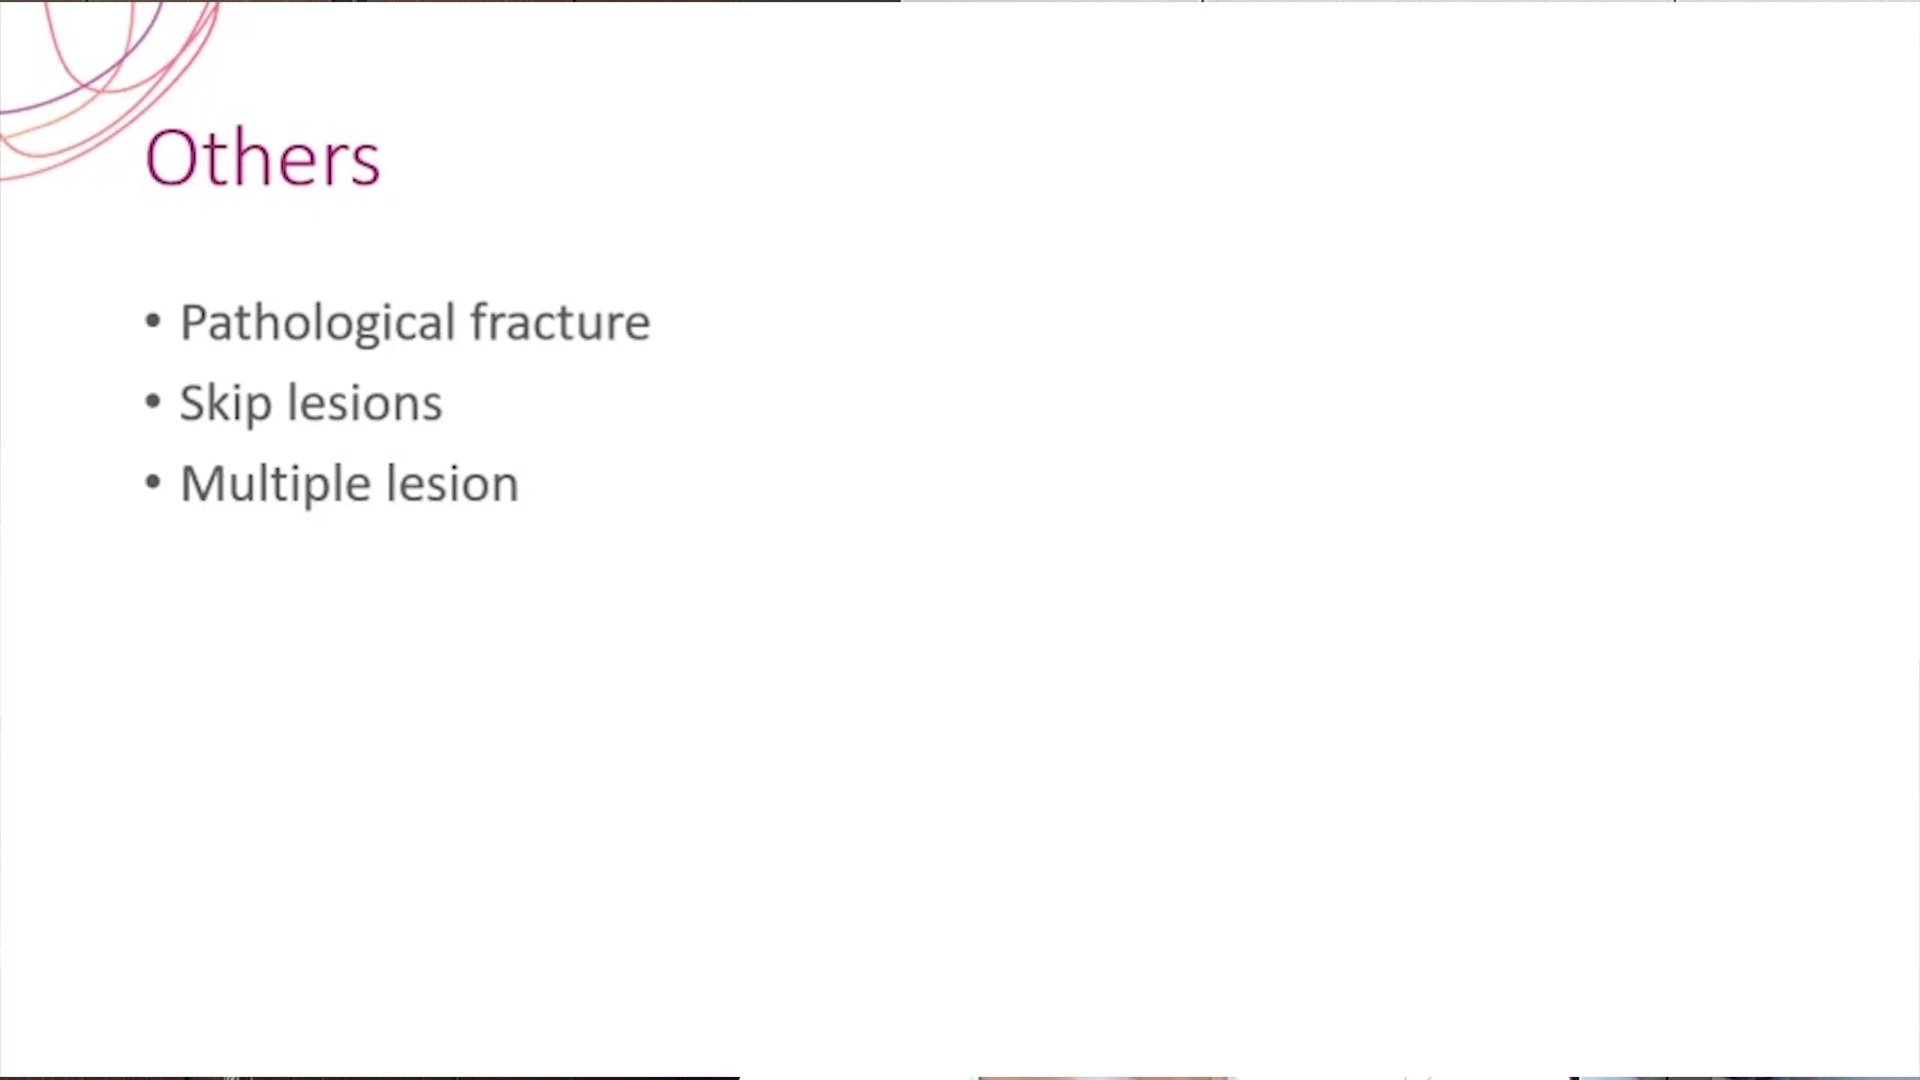 Others
• Pathological fracture
• Skip lesions
• Multiple lesion